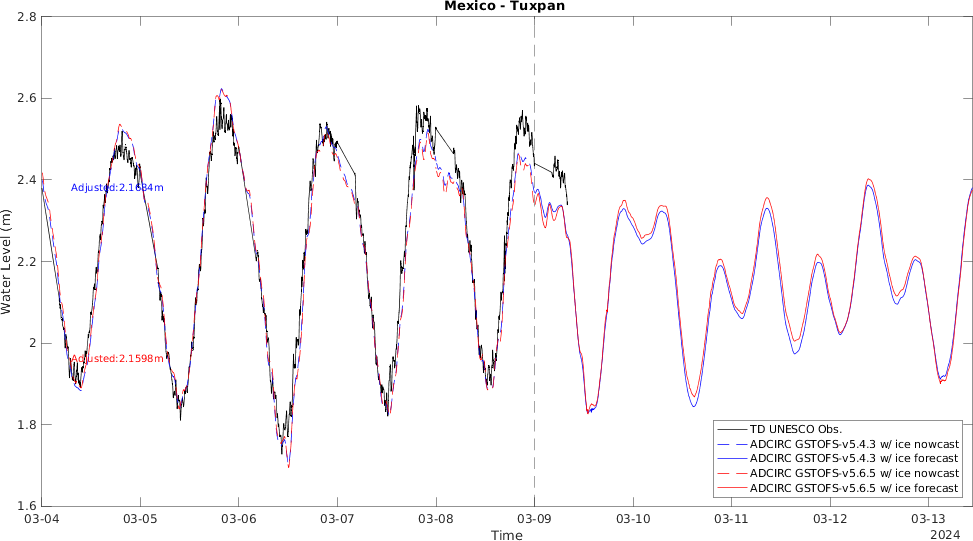 Mexico - Tuxpan
2.8
2.6
2.4
2.2
2
1.8
1.6
Water Level (m)
Adjusted:2.1634m
Adjusted:2.1598m
TD UNESCO Obs.
ADCIRC GSTOFS-v5.4.3 w/ ice nowcast
ADCIRC GSTOFS-v5.4.3 w/ ice forecast
ADCIRC GSTOFS-v5.6.5 w/ ice nowcast
ADCIRC GSTOFS-v5.6.5 w/ ice forecast
03-04 03-05 03-06 03-07 03-08 03-09 03-10 03-11 03-12 03-13
Time
2024